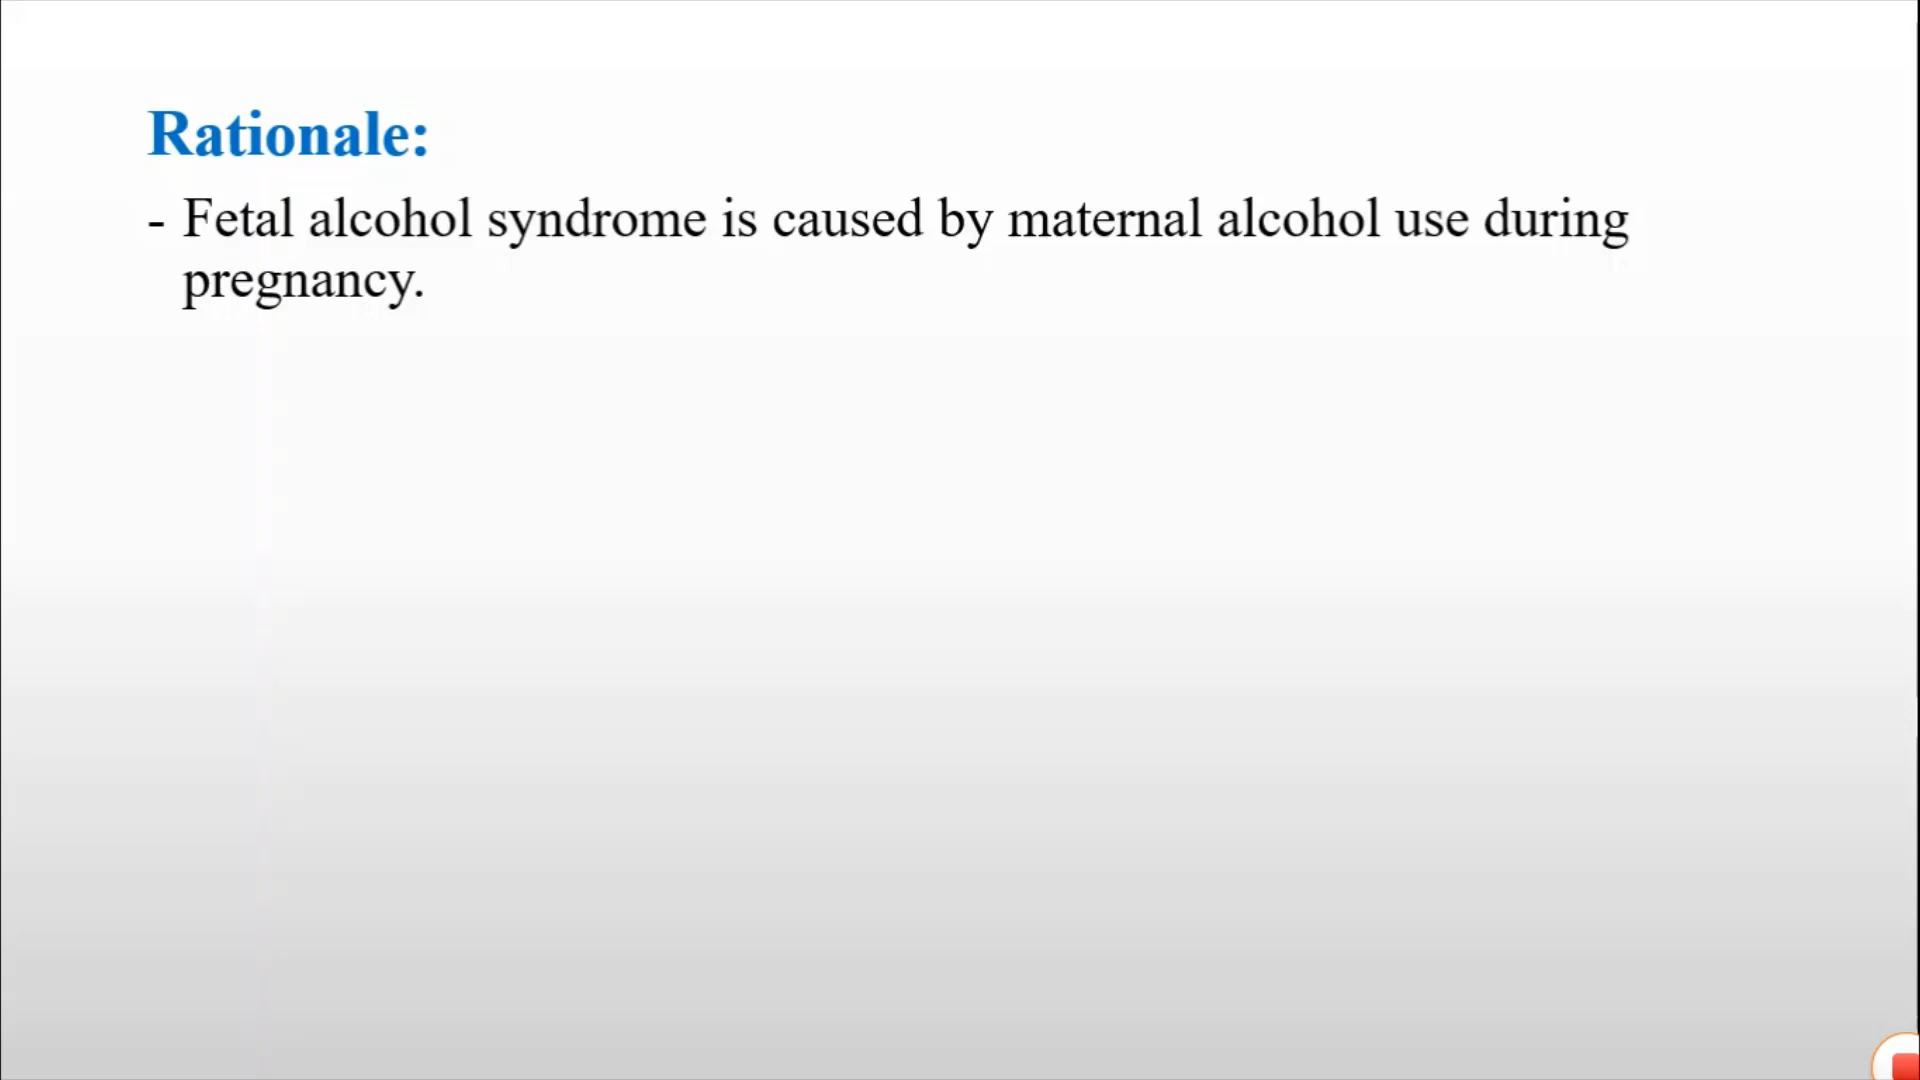 Rationale:
- Fetal alcohol syndrome is caused by maternal alcohol use during
pregnancy.